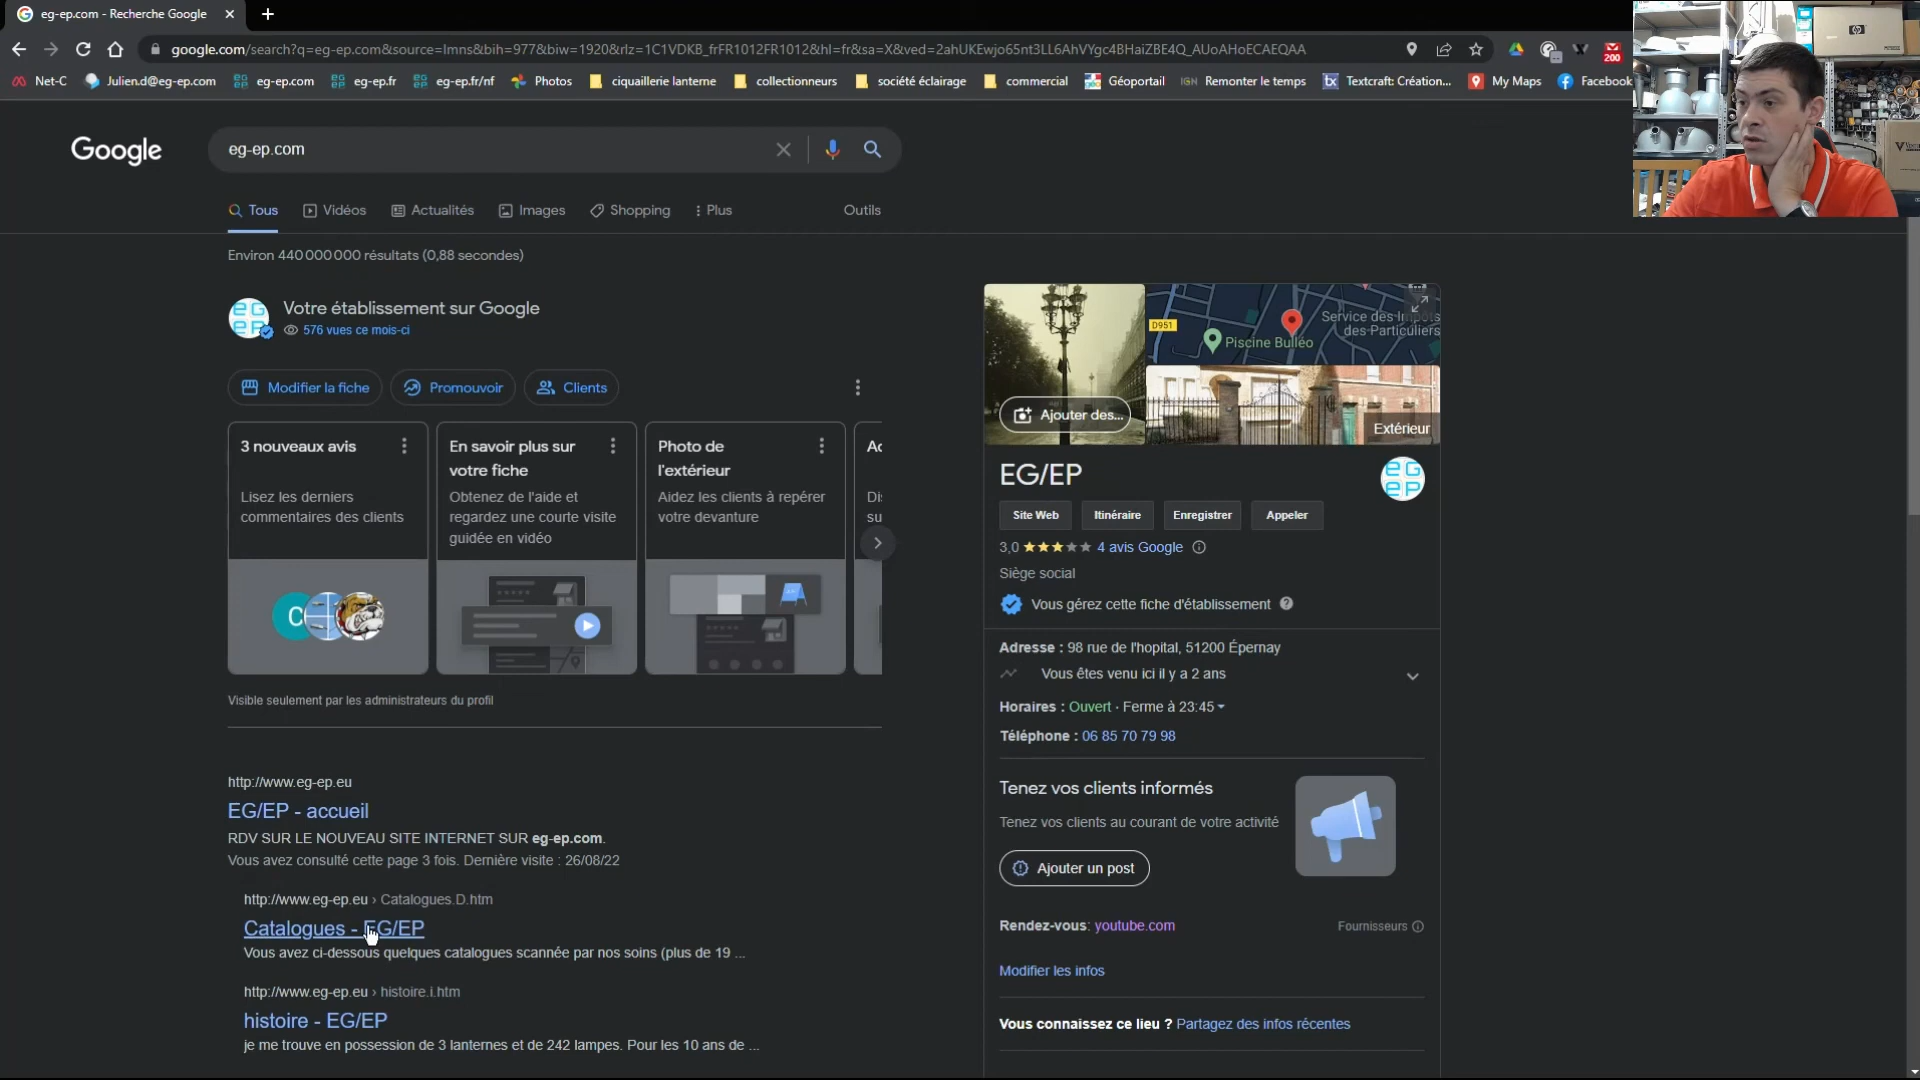 eg-ep.com - Recherche Google
google.com/search?q=eg-ep.com&source=lmns&bih=977&biw=1920&rlz=1C1VDKB_frFR1012FR1012&hl=fr&sa=X&ved=2ahUKEwjo65nt3LL6AhVYgc4BHaiZBE4Q_AUoAHoECAEQAA
200
Net-C
Julien.d@eg-ep.com
eg-ep.com
eg-ep.fr
eg-ep.fr/nf
Photos
ciquaillerie lanterne
collectionneurs
société éclairage
commercial
Géoportail
IGN Remonter le temps
tx Textcraft: Création...
My Maps
Facebook
Google
eg-ep.com
Tous
Vidéos
Actualités
Images
Shopping
Plus
Outils
Environ 440 000 000 résultats (0,88 secondes)
EG
EP
Votre établissement sur Google
576 vues ce mois-ci
Modifier la fiche
Promouvoir
Clients
3 nouveaux avis
Lisez les derniers
commentaires des clients
C
En savoir plus sur
votre fiche
Obtenez de l'aide et
regardez une courte visite
guidée en vidéo
Photo de
l'extérieur
Aidez les clients à repérer
votre devanture
Ac
Di
su
Visible seulement par les administrateurs du profil
http://www.eg-ep.eu
EG/EP - accueil
RDV SUR LE NOUVEAU SITE INTERNET SUR eg-ep.com.
Vous avez consulté cette page 3 fois. Dernière visite : 26/08/22
http://www.eg-ep.eu › Catalogues.D.htm
Catalogues - EG/EP
Vous avez ci-dessous quelques catalogues scannée par nos soins (plus de 19 ...
http://www.eg-ep.eu › histoire.i.htm
histoire - EG/EP
je me trouve en possession de 3 lanternes et de 242 lampes. Pour les 10 ans de ...
Ajouter des...
D951
Service des Impôts
des Particuliers
Piscine Bulléo
Extérieur
EG/EP
EG
EP
Site Web
Itinéraire
Enregistrer
Appeler
3,0 ★★★★★ 4 avis Google
Siège social
Vous gérez cette fiche d'établissement
Adresse : 98 rue de l'hopital, 51200 Épernay
Vous êtes venu ici il y a 2 ans
Horaires : Ouvert · Ferme à 23:45
Téléphone : 06 85 70 79 98
Tenez vos clients informés
Tenez vos clients au courant de votre activité
Ajouter un post
Rendez-vous: youtube.com
Fournisseurs
Modifier les infos
Vous connaissez ce lieu ? Partagez des infos récentes
hp